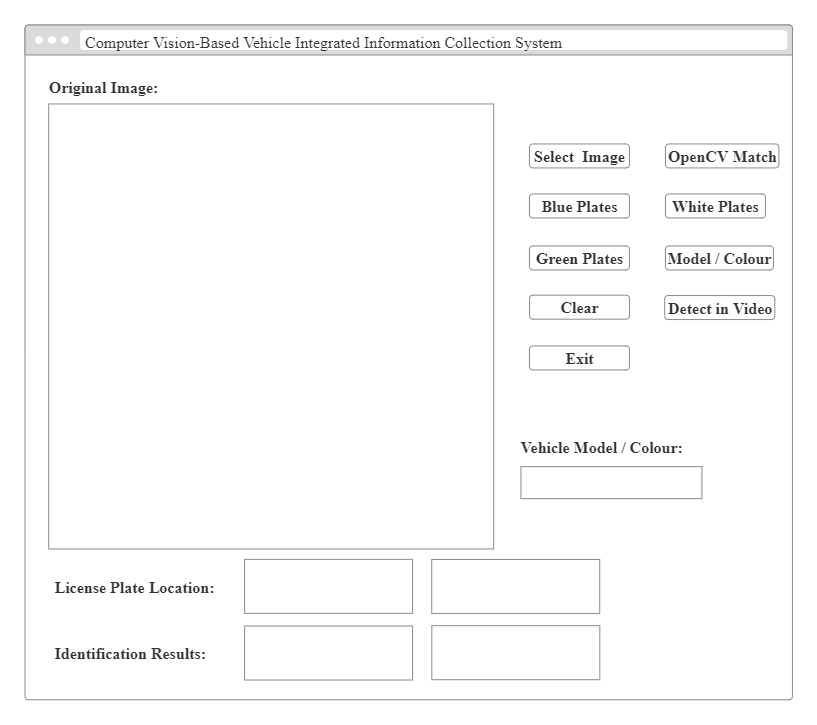 Computer Vision-Based Vehicle Integrated Information Collection System
Original Image:
Select Image
OpenCV Match
Blue Plates
White Plates
Green Plates
Model / Colour
Clear
Detect in Video
Exit
Vehicle Model / Colour:
License Plate Location:
Identification Results: